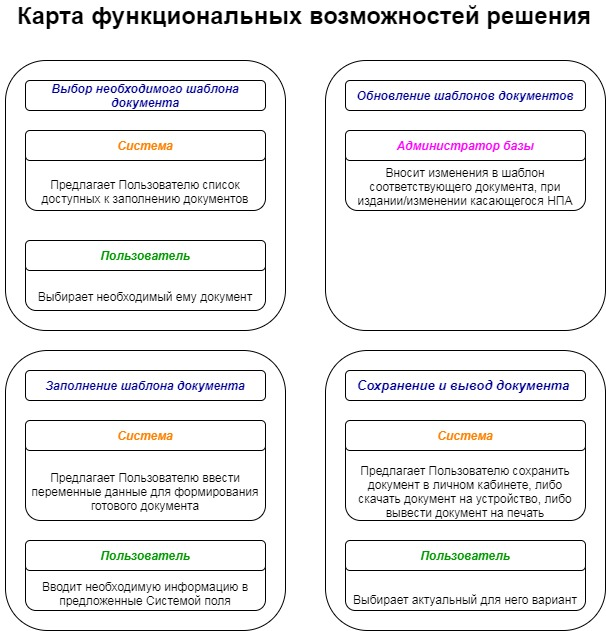 Карта функциональных возможностей решения
Выбор необходимого шаблона
документа
Система
Предлагает Пользователю список
доступных к заполнению документов
Пользователь
Выбирает необходимый ему документ
Обновление шаблонов документов
Администратор базы
Вносит изменения в шаблон
соответствующего документа, при
издании/изменении касающегося НПА
Заполнение шаблона документа
Система
Предлагает Пользователю ввести
переменные данные для формирования
готового документа
Пользователь
Вводит необходимую информацию в
предложенные Системой поля
Сохранение и вывод документа
Система
Предлагает Пользователю сохранить
документ в личном кабинете, либо
скачать документ на устройство, либо
вывести документ на печать
Пользователь
Выбирает актуальный для него вариант